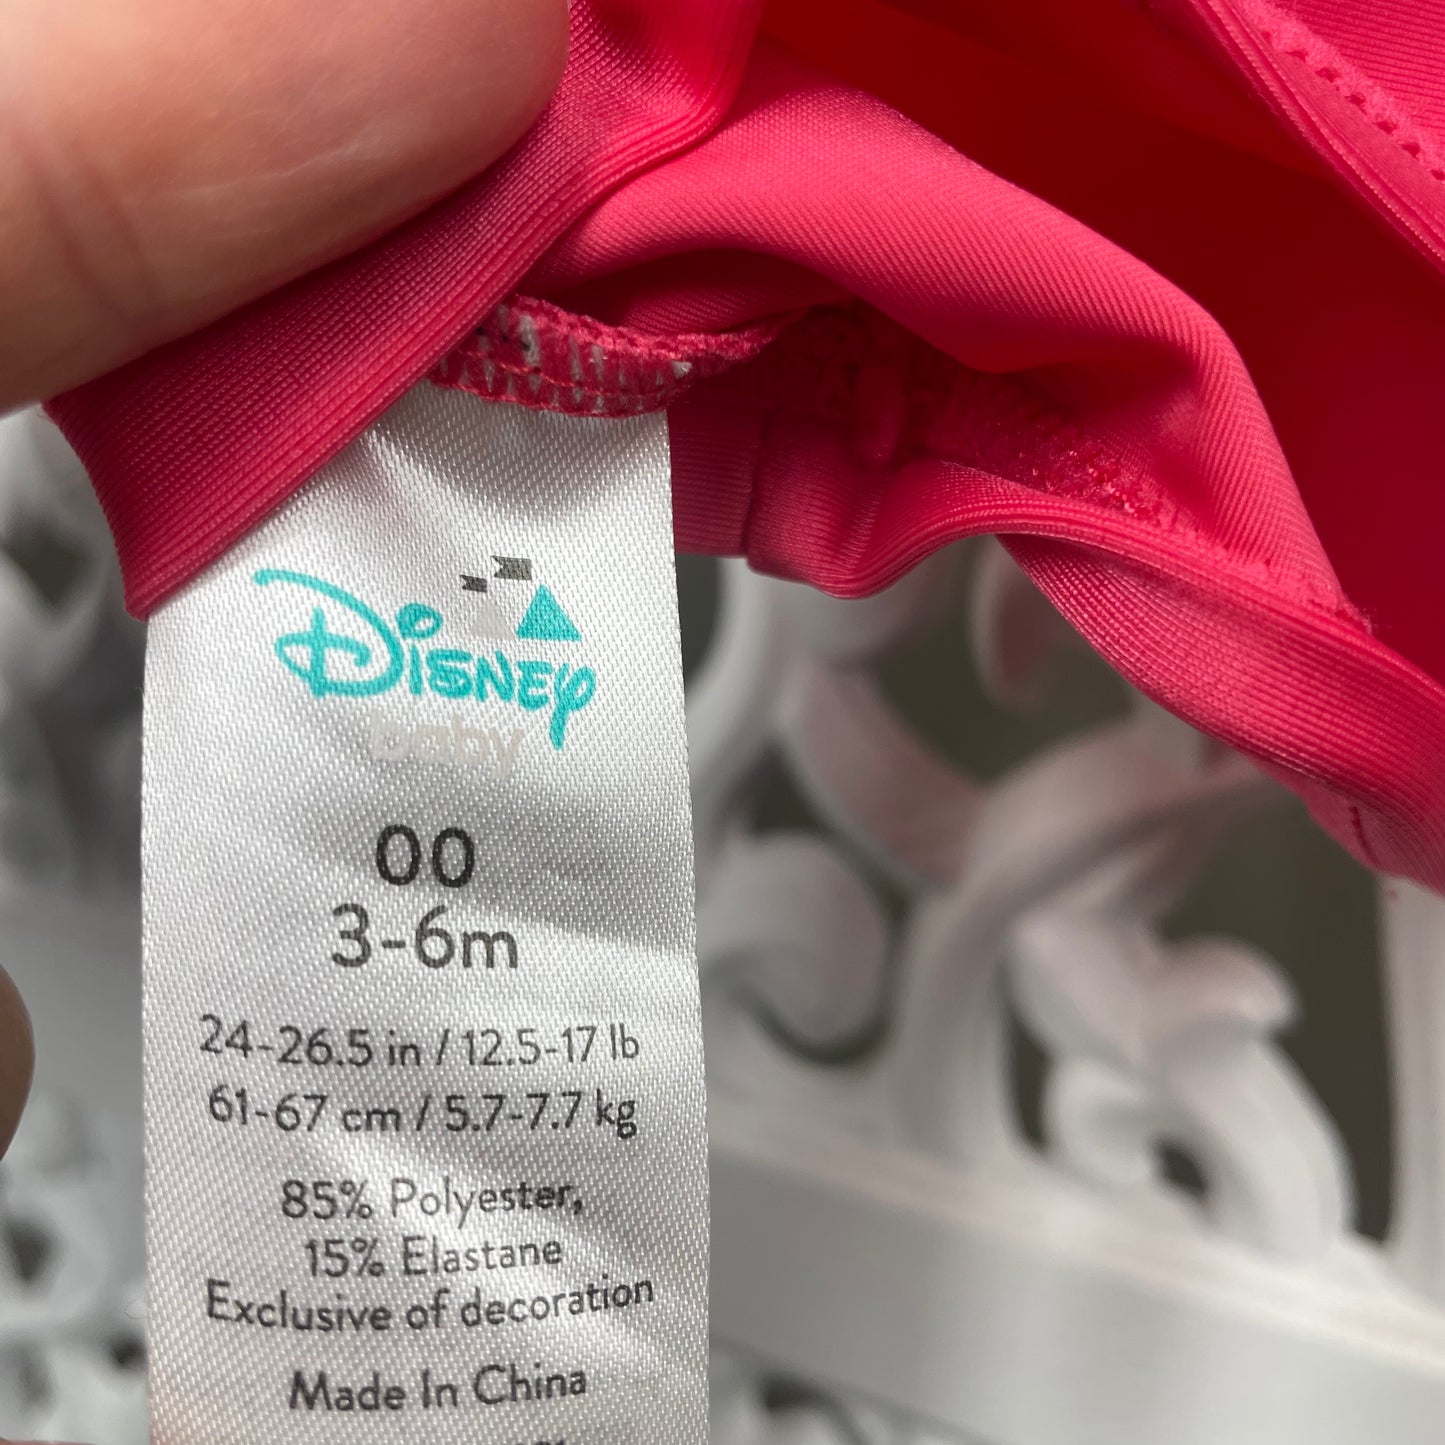 Disney
baby
00
3-6m
24-26.5 in / 12.5-17 lb
61-67 cm / 5.7-7.7 kg
85% Polyester,
15% Elastane
Exclusive of decoration
Made In China